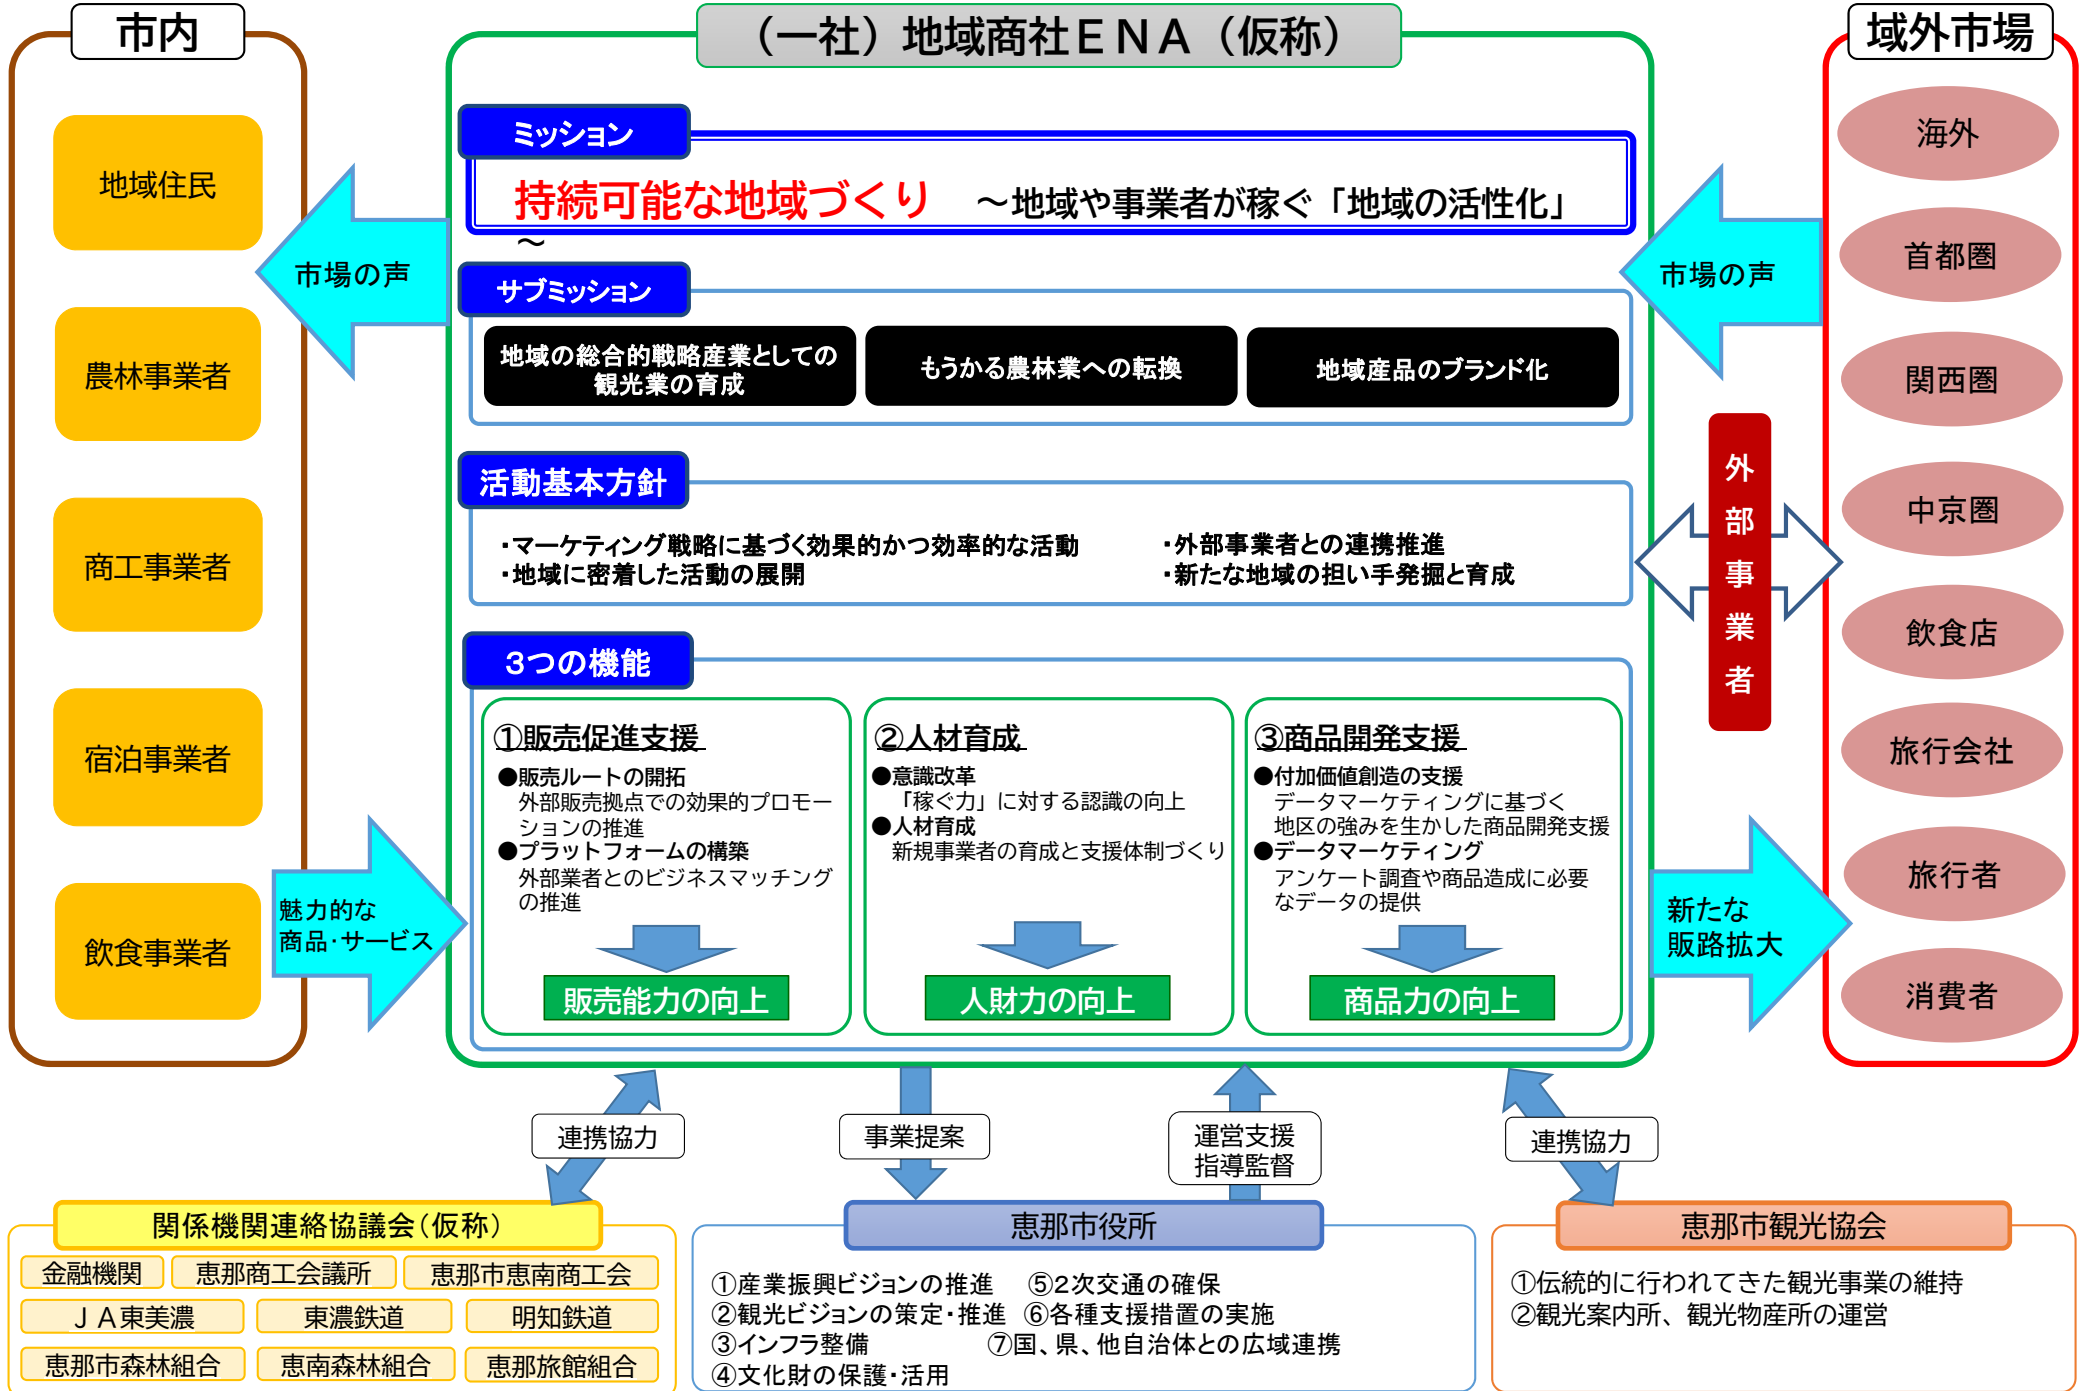 市内
地域住民
農林事業者
商工事業者
宿泊事業者
飲食事業者
市場の声
魅力的な
商品・サービス
（一社）地域商社ＥＮＡ（仮称）
ミッション
持続可能な地域づくり　～地域や事業者が稼ぐ「地域の活性化」
～
サブミッション
地域の総合的戦略産業としての
観光業の育成
もうかる農林業への転換
地域産品のブランド化
活動基本方針
・マーケティング戦略に基づく効果的かつ効率的な活動
・地域に密着した活動の展開
・外部事業者との連携推進
・新たな地域の担い手発掘と育成
３つの機能
①販売促進支援
●販売ルートの開拓
外部販売拠点での効果的プロモー
ションの推進
●プラットフォームの構築
外部業者とのビジネスマッチング
の推進
販売能力の向上
②人材育成
●意識改革
「稼ぐ力」に対する認識の向上
●人材育成
新規事業者の育成と支援体制づくり
人財力の向上
③商品開発支援
●付加価値創造の支援
データマーケティングに基づく
地区の強みを生かした商品開発支援
●データマーケティング
アンケート調査や商品造成に必要
なデータの提供
商品力の向上
市場の声
外部事業者
新たな
販路拡大
域外市場
海外
首都圏
関西圏
中京圏
飲食店
旅行会社
旅行者
消費者
連携協力
事業提案
運営支援
指導監督
連携協力
関係機関連絡協議会（仮称）
金融機関
恵那商工会議所
恵那市恵南商工会
ＪＡ東美濃
東濃鉄道
明知鉄道
恵那市森林組合
恵南森林組合
恵那旅館組合
恵那市役所
①産業振興ビジョンの推進　⑤２次交通の確保
②観光ビジョンの策定・推進　⑥各種支援措置の実施
③インフラ整備　⑦国、県、他自治体との広域連携
④文化財の保護・活用
恵那市観光協会
①伝統的に行われてきた観光事業の維持
②観光案内所、観光物産所の運営